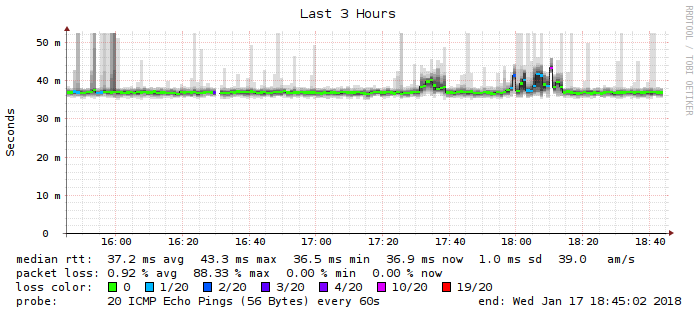 Last 3 Hours
RRDTOOL / TOBI OETIKER
Seconds
50 m
40 m
30 m
20 m
10 m
0
16:00 16:20 16:40 17:00 17:20 17:40 18:00 18:20 18:40
median rtt: 37.2 ms avg 43.3 ms max 36.5 ms min 36.9 ms now 1.0 ms sd 39.0 am/s
packet loss: 0.92 % avg 88.33 % max 0.00 % min 0.00 % now
loss color: 0 1/20 2/20 3/20 4/20 10/20 19/20
probe: 20 ICMP Echo Pings (56 Bytes) every 60s end: Wed Jan 17 18:45:02 2018